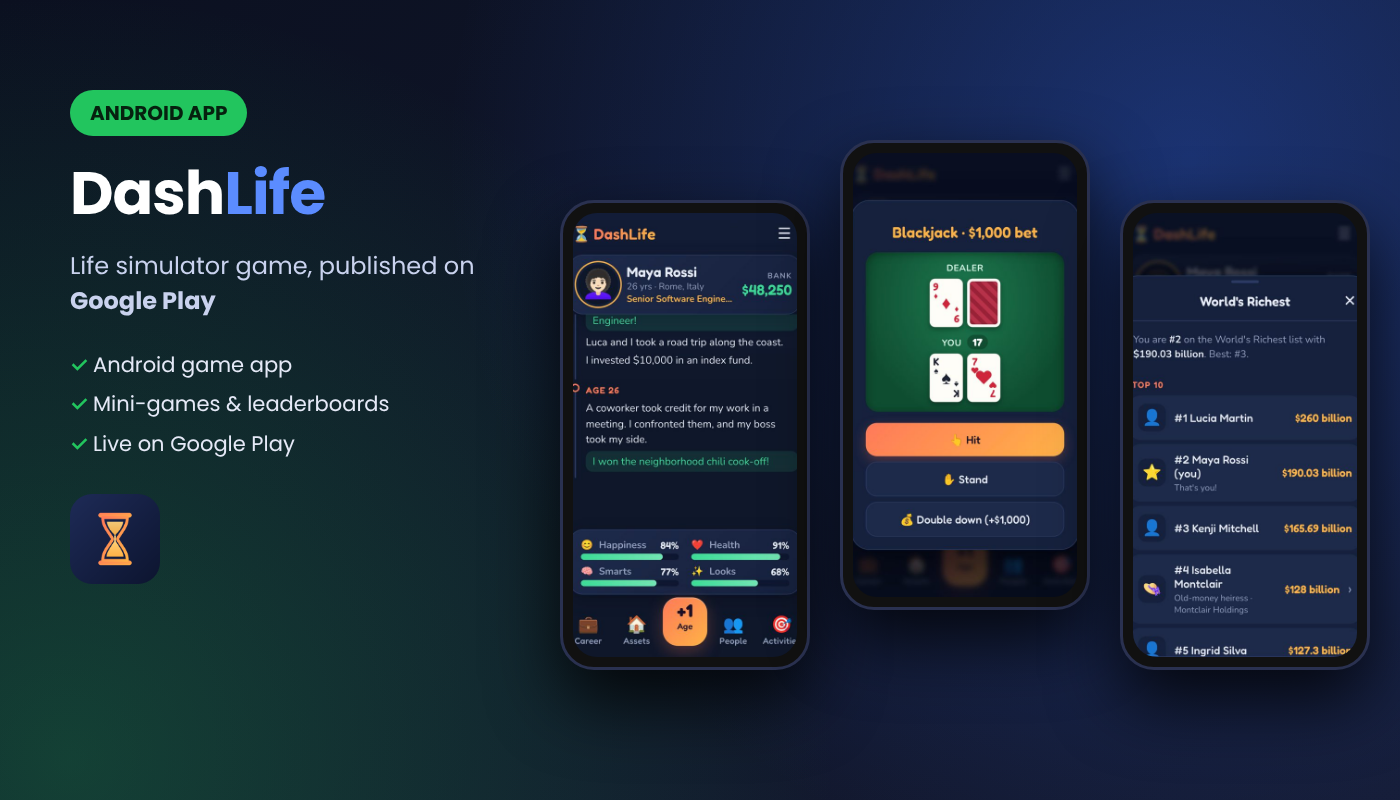 ANDROID APP
DashLife
Life simulator game, published on
Google Play
Android game app
Mini-games & leaderboards
Live on Google Play
DashLife
Maya Rossi
26 yrs · Rome, Italy
Senior Software Engine...
BANK
$48,250
Engineer!
Luca and I took a road trip along the coast.
I invested $10,000 in an index fund.
AGE 26
A coworker took credit for my work in a
meeting. I confronted them, and my boss
took my side.
I won the neighborhood chili cook-off!
Happiness 84%
Health 91%
Smarts 77%
Looks 68%
Career
Assets
+1
Age
People
Activitie
DashLife
Blackjack · $1,000 bet
DEALER
9
6
YOU 17
K
K
7
7
Hit
Stand
Double down (+$1,000)
DashLife
Maya Rossi
World's Richest
You are #2 on the World's Richest list with
$190.03 billion. Best: #3.
TOP 10
#1 Lucia Martin $260 billion
#2 Maya Rossi
(you)
That's you!
$190.03 billion
#3 Kenji Mitchell $165.69 billion
#4 Isabella
Montclair
Old-money heiress ·
Montclair Holdings
$128 billion
#5 Ingrid Silva $127.3 billion